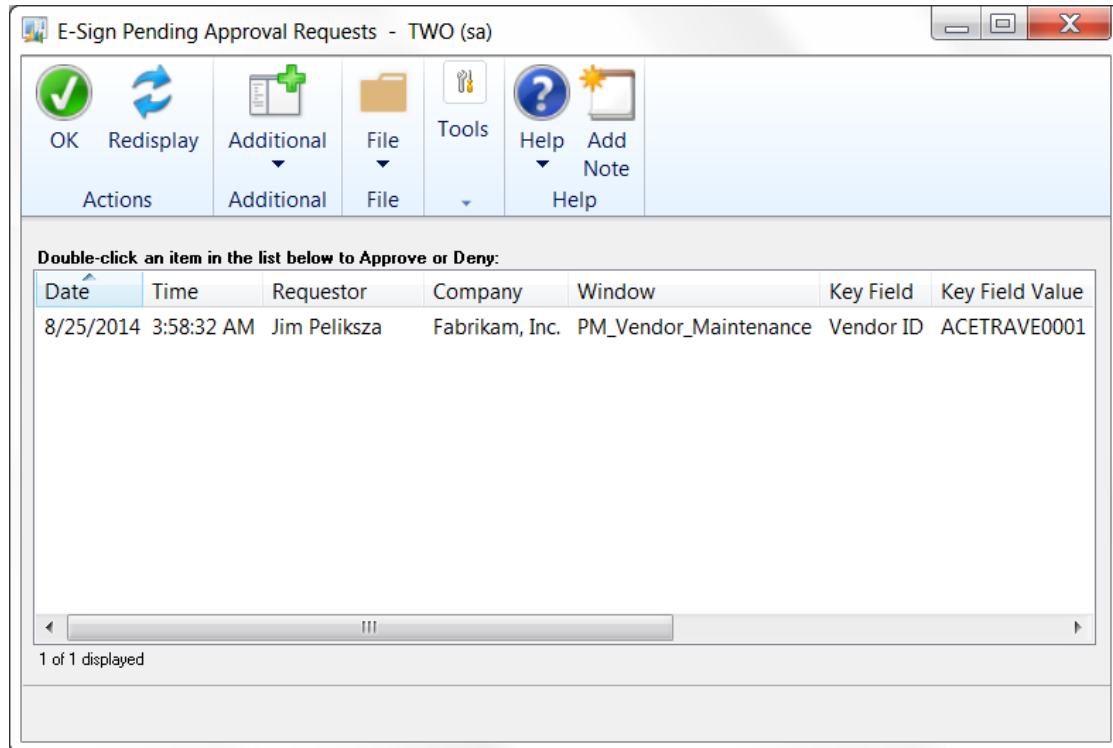 E-Sign Pending Approval Requests - TWO (sa)
OK Redisplay Additional File Tools Help Add Note
Actions Additional File Help
Double-click an item in the list below to Approve or Deny:
Date Time Requestor Company Window Key Field Key Field Value
8/25/2014 3:58:32 AM Jim Peliksza Fabrikam, Inc. PM_Vendor_Maintenance Vendor ID ACETRAVE0001
1 of 1 displayed